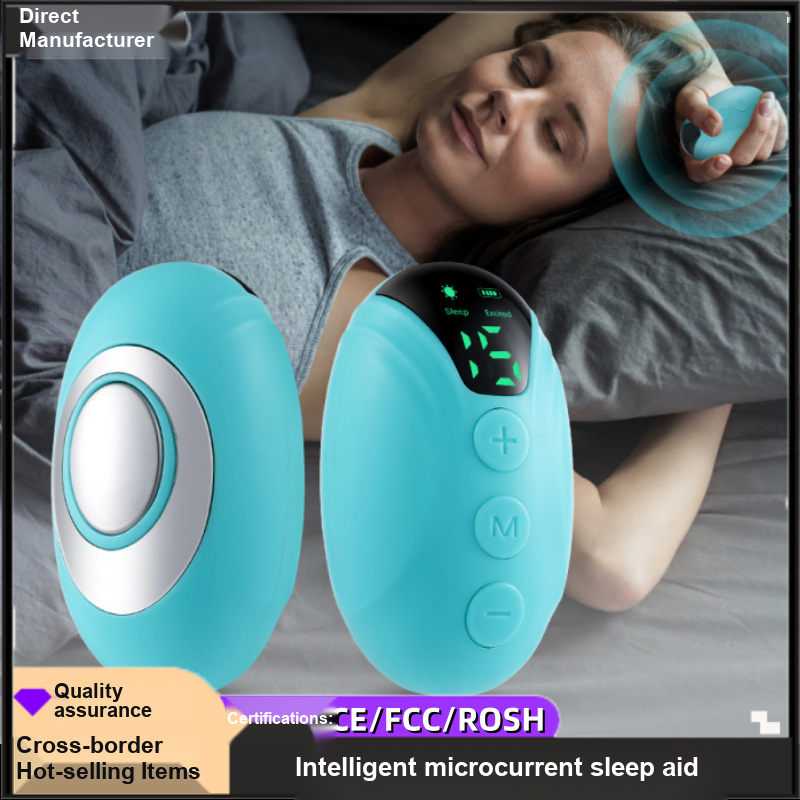 Direct
Manufacturer
Sleep Excited
15
+
M
−
Quality
assurance
Certifications: CE/FCC/ROSH
Cross-border
Hot-selling Items
Intelligent microcurrent sleep aid